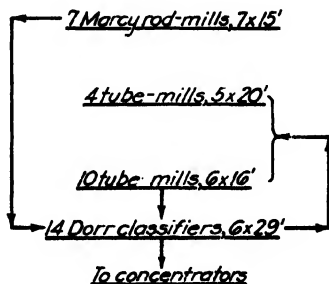 7 Marcy rod-mills, 7x15'
4 tube-mills, 5x20'
10 tube mills, 6x16'
14 Dorr classifiers, 6x29'
To concentrators